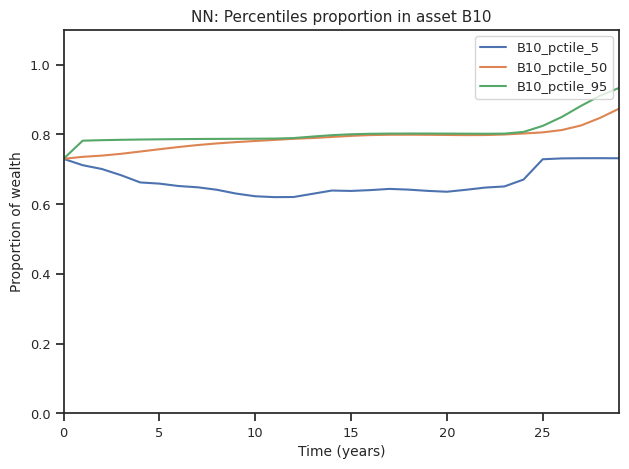 NN: Percentiles proportion in asset B10
B10_pctile_5
B10_pctile_50
B10_pctile_95
Proportion of wealth
1.0
0.8
0.6
0.4
0.2
0.0
0 5 10 15 20 25
Time (years)